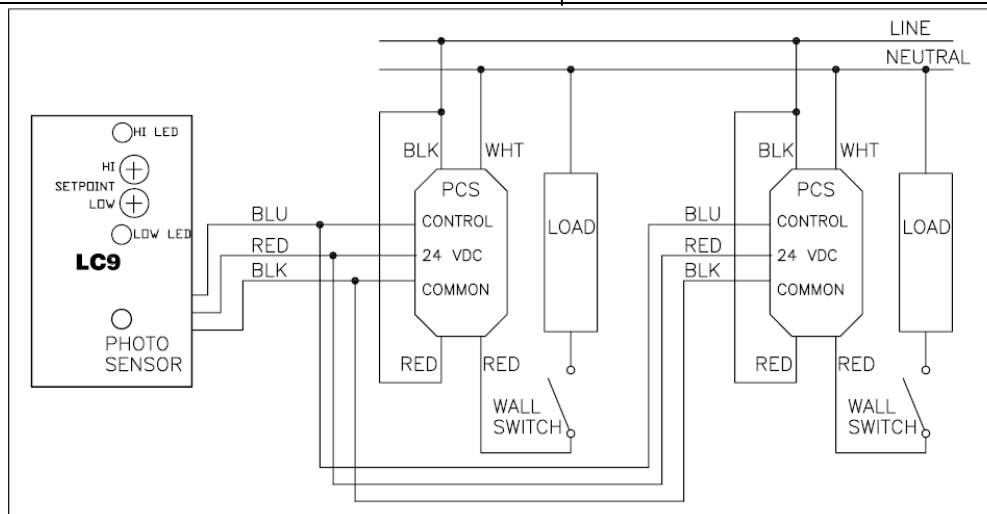 LINE
NEUTRAL
HI LED
HI
SETPOINT
LOW
LOW LED
LC9
PHOTO
SENSOR
BLU
RED
BLK
BLK
WHT
PCS
CONTROL
24 VDC
COMMON
RED
RED
LOAD
WALL
SWITCH
BLU
RED
BLK
BLK
WHT
PCS
CONTROL
24 VDC
COMMON
RED
RED
LOAD
WALL
SWITCH